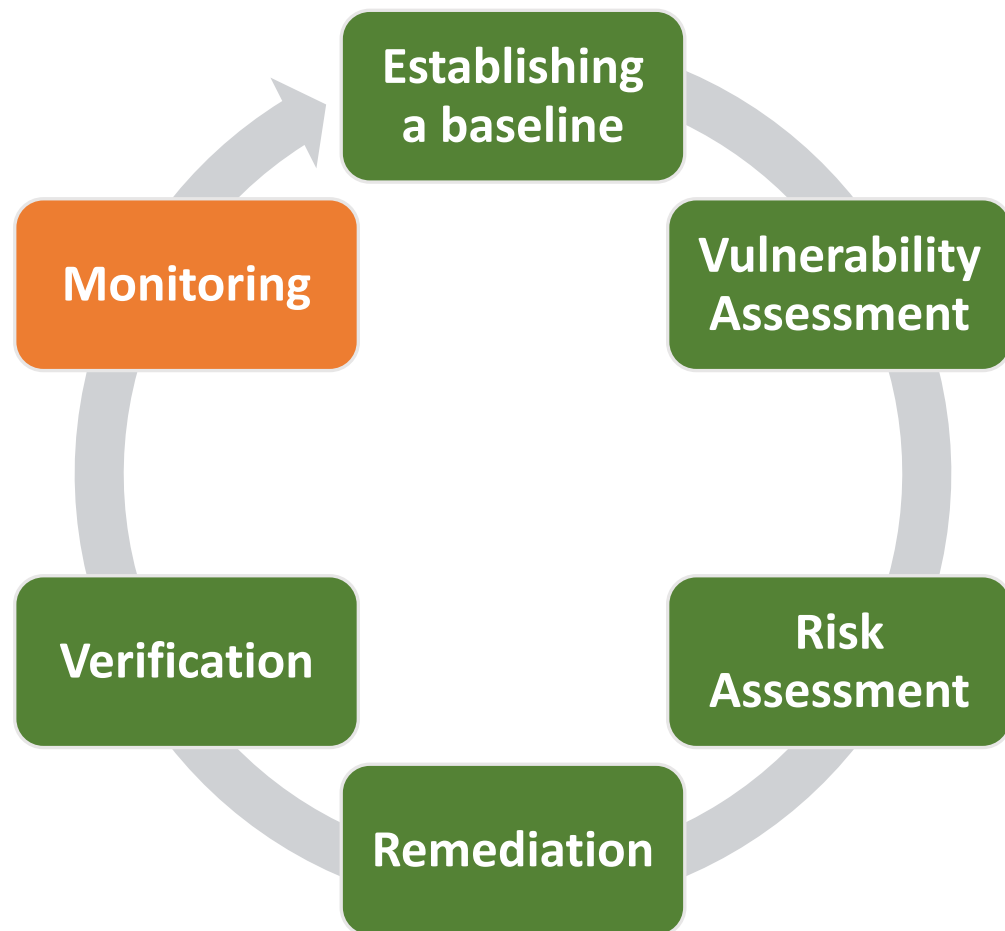 Establishing
a baseline
Vulnerability
Assessment
Risk
Assessment
Remediation
Verification
Monitoring